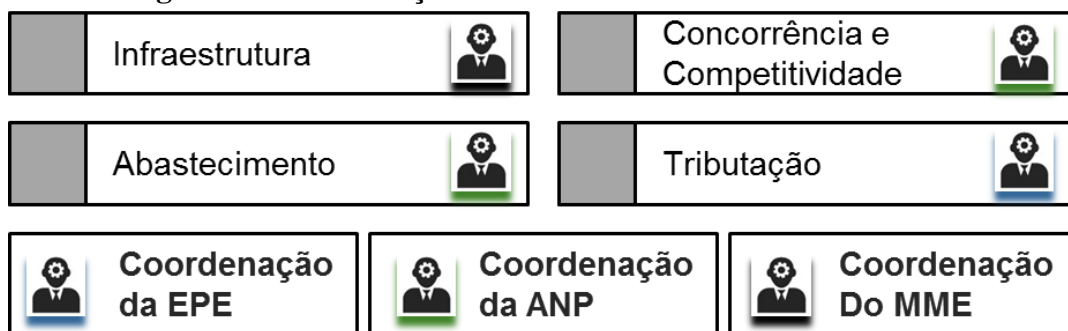 Infraestrutura
Concorrência e
Competitividade
Abastecimento
Tributação
Coordenação
da EPE
Coordenação
da ANP
Coordenação
Do MME